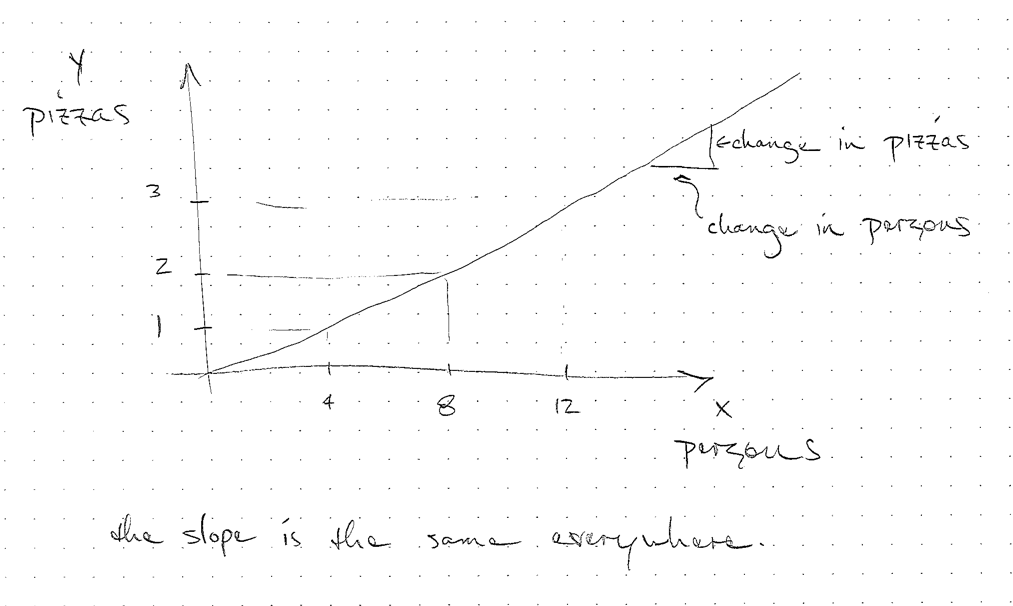 Y
pizzas
← change in pizzas
3
change in persons
2
1
4 8 12 X
persons
the slope is the same everywhere.